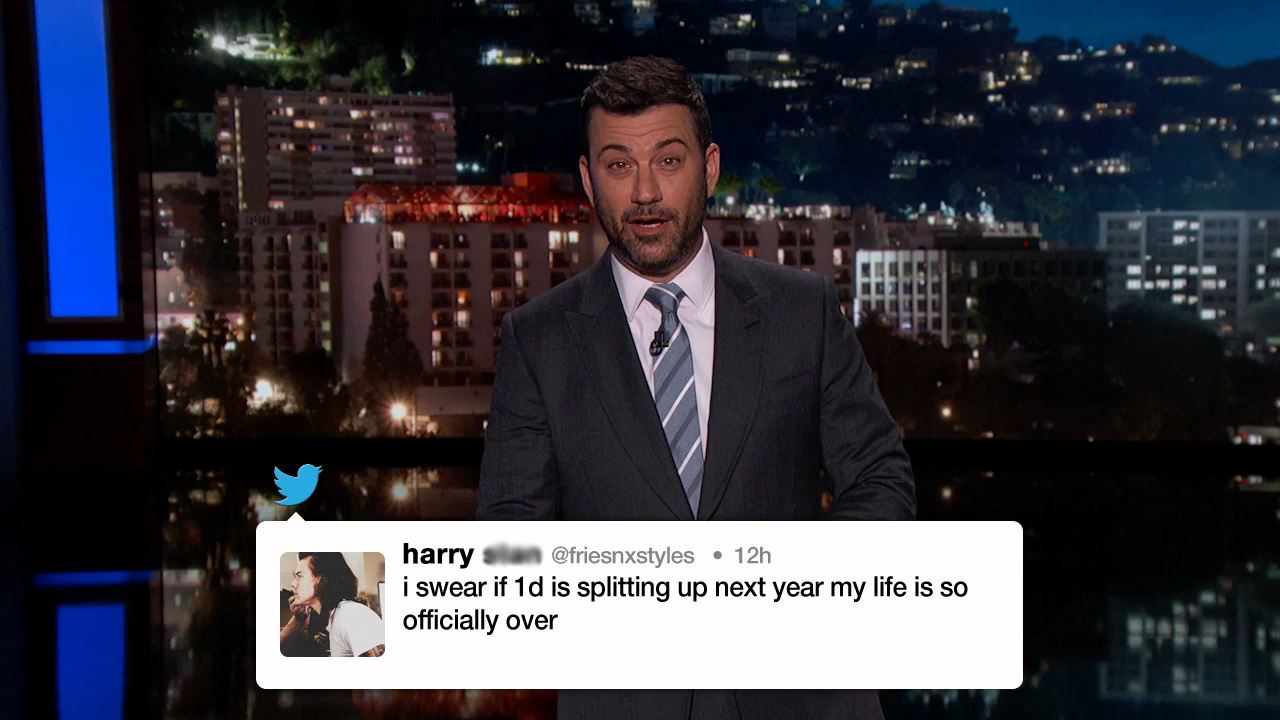 harry @friesnxstyles • 12h
i swear if 1d is splitting up next year my life is so
officially over